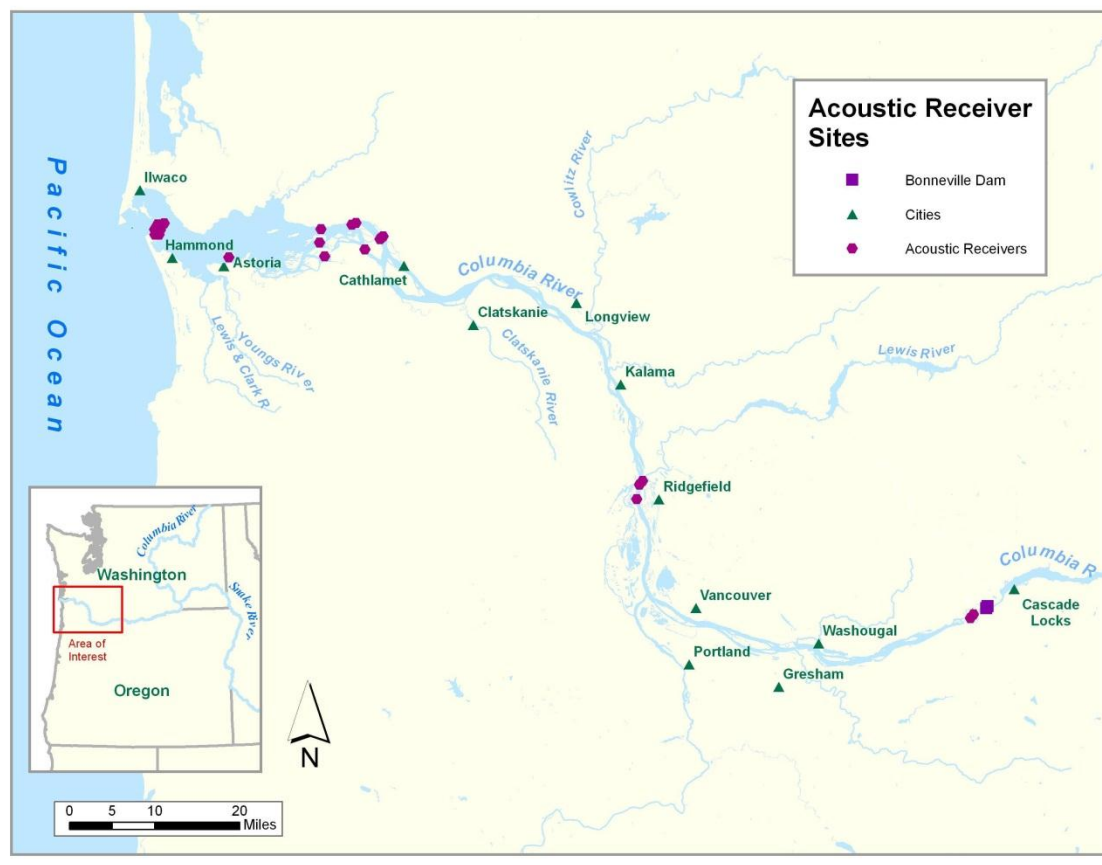 Acoustic Receiver
Sites
Bonneville Dam
Cities
Acoustic Receivers
Pacific Ocean
Ilwaco
Hammond
Astoria
Cathlamet
Columbia River
Cowlitz River
Longview
Clatskanie
Clatskanie River
Youngs River
Lewis & Clark R
Kalama
Lewis River
Ridgefield
Vancouver
Portland
Washougal
Gresham
Columbia R
Cascade
Locks
Columbia River
Washington
Snake River
Area of
Interest
Oregon
N
0 5 10 20
Miles